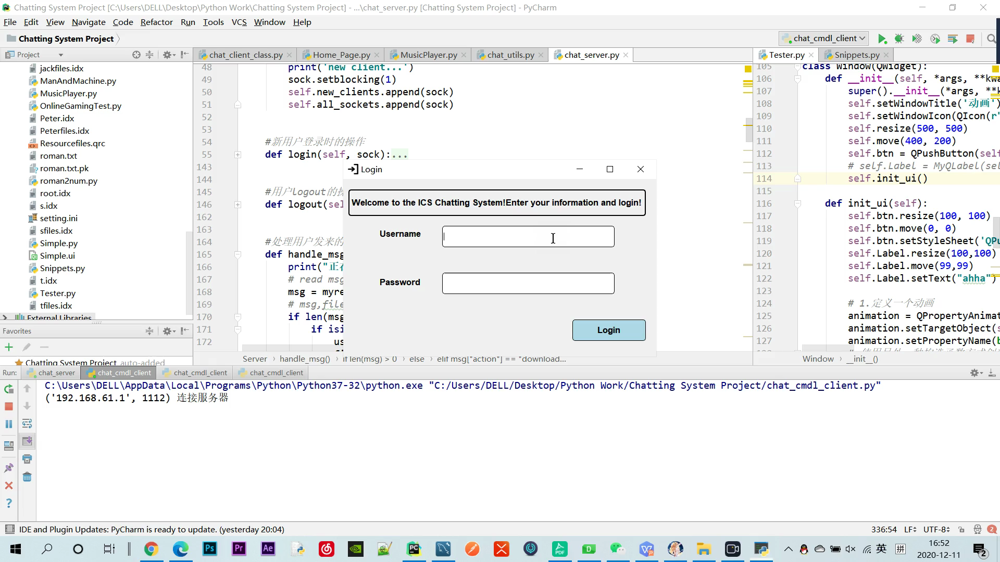 Chatting System Project [C:\Users\DELL\Desktop\Python Work\Chatting System Project] - ...\chat_server.py [Chatting System Project] - PyCharm
File Edit View Navigate Code Refactor Run Tools VCS Window Help
Chatting System Project
chat_cmdl_client
Project
chat_client_class.py
Home_Page.py
MusicPlayer.py
chat_utils.py
chat_server.py
Tester.py
Snippets.py
jackfiles.idx
ManAndMachine.py
MusicPlayer.py
OnlineGamingTest.py
Peter.idx
Peterfiles.idx
Resourcefiles.qrc
roman.txt
roman.txt.pk
roman2num.py
root.idx
s.idx
setting.ini
sfiles.idx
Simple.py
Simple.ui
Snippets.py
t.idx
Tester.py
tfiles.idx
External Libraries
Favorites
Chatting System Project auto-added
48 print('new client...')
49 sock.setblocking(1)
50 self.new_clients.append(sock)
51 self.all_sockets.append(sock)
52
53
54 #新用户登录时的操作
55 def login(self, sock):...
143
144
145 #用户logout的
146 def logout(sel
162
163
164 #处理用户发来的
165 def handle_msg
166 print("正
167 # read msg
168 msg = myre
169 # msg,file
170 if len(msg
171 if isi
172 us
Server › handle_msg() › if len(msg) > 0 › else › elif msg["action"] == "download...
Login
Welcome to the ICS Chatting System!Enter your information and login!
Username
Password
Login
105 class Window(QWidget):
106 def __init__(self, *args, **kwa
107 super().__init__(*args, **k
108 self.setWindowTitle('动画')
109 self.setWindowIcon(QIcon(r'
110 self.resize(500, 500)
111 self.move(400, 200)
112 self.btn = QPushButton(self
113 # self.Label = MyQLabel(sel
114 self.init_ui()
115
116 def init_ui(self):
117 self.btn.resize(100, 100)
118 self.btn.move(0, 0)
119 self.btn.setStyleSheet('QPu
120 self.Label.resize(100,100)
121 self.Label.move(99,99)
122 self.Label.setText("ahha")
123
124 # 1.定义一个动画
125 animation = QPropertyAnimat
126 animation.setTargetObject(s
127 animation.setPropertyName(b
Window › __init__()
Run: chat_server chat_cmdl_client chat_cmdl_client chat_cmdl_client
C:\Users\DELL\AppData\Local\Programs\Python\Python37-32\python.exe "C:/Users/DELL/Desktop/Python Work/Chatting System Project/chat_cmdl_client.py"
('192.168.61.1', 1112) 连接服务器
IDE and Plugin Updates: PyCharm is ready to update. (yesterday 20:04)
336:54 LF UTF-8 2
Ps Pr Ae PC PDF D
英 拼
16:52
2020-12-11
2